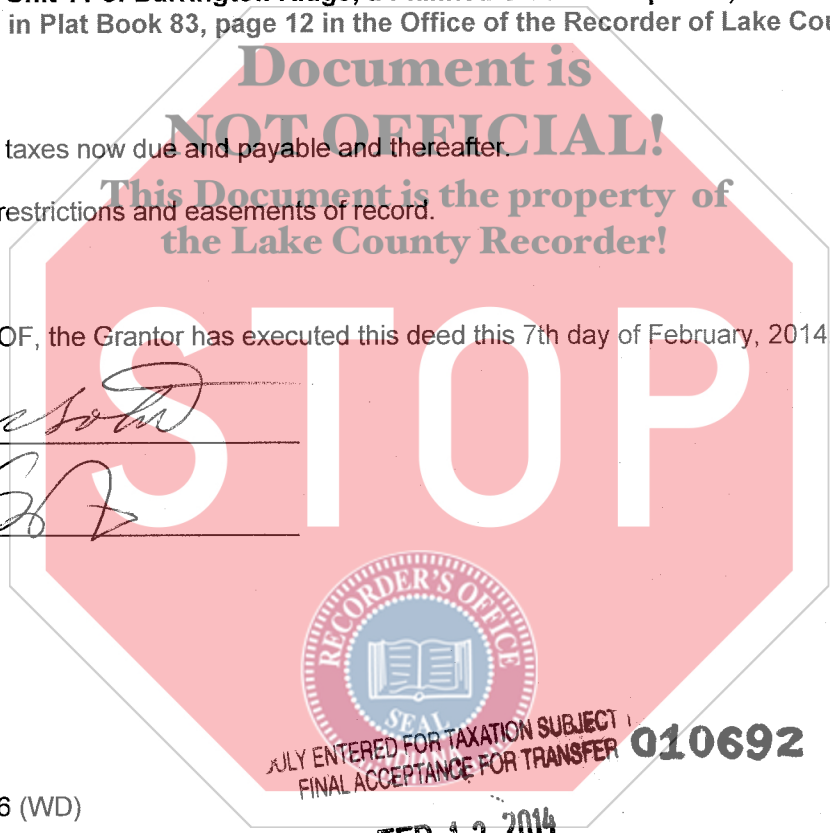 in Plat Book 83, page 12 in the Office of the Recorder of Lake Cou
Document is
NOT OFFICIAL!
taxes now due and payable and thereafter.
This Document is the property of
restrictions and easements of record.
the Lake County Recorder!
OF, the Grantor has executed this deed this 7th day of February, 2014
STOP
RECORDER'S OFFICE
SEAL
ULY ENTERED FOR TAXATION SUBJECT
FINAL ACCEPTANCE FOR TRANSFER
010692
6 (WD)
2014